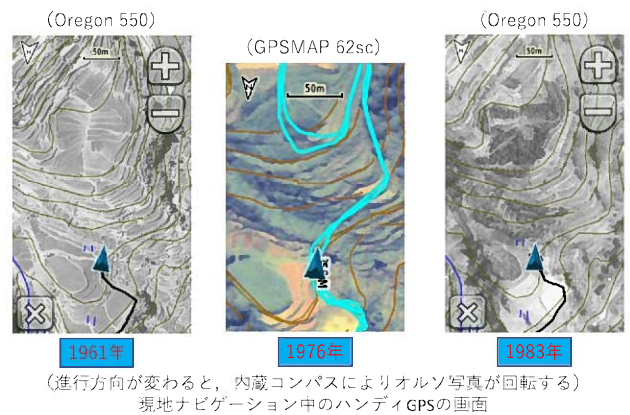 (Oregon 550)
(GPSMAP 62sc)
(Oregon 550)
50m
50m
50m
1961年
1976年
1983年
(進行方向が変わると，内蔵コンパスによりオルソ写真が回転する)
現地ナビゲーション中のハンディGPSの画面